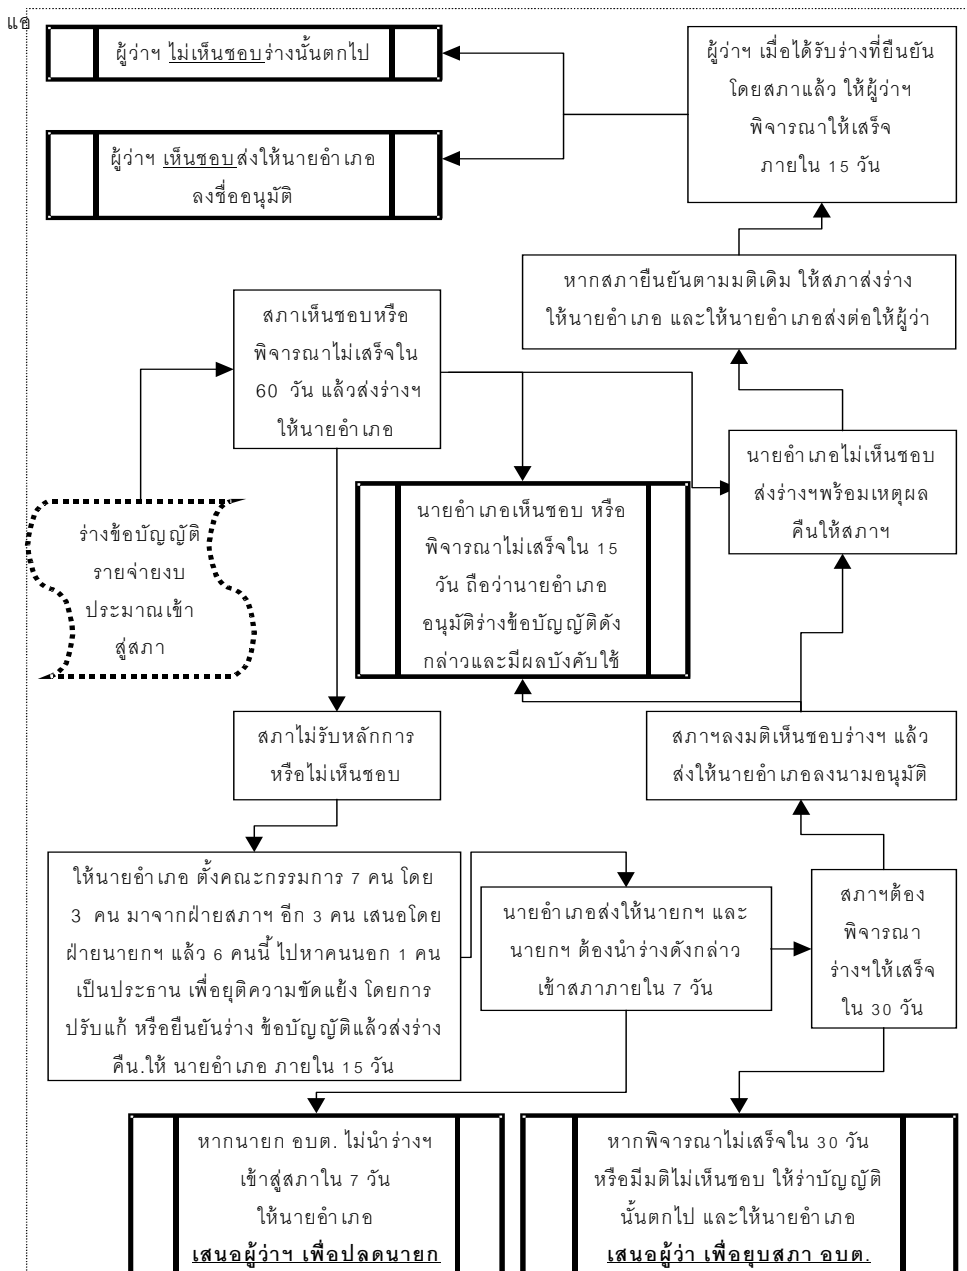 แอ
ผู้ว่าฯ ไม่เห็นชอบร่างนั้นตกไป
ผู้ว่าฯ เห็นชอบส่งให้นายอำเภอ
ลงชื่ออนุมัติ
ผู้ว่าฯ เมื่อได้รับร่างที่ยืนยัน
โดยสภาแล้ว ให้ผู้ว่าฯ
พิจารณาให้เสร็จ
ภายใน 15 วัน
หากสภายืนยันตามมติเดิม ให้สภาส่งร่าง
ให้นายอำเภอ และให้นายอำเภอส่งต่อให้ผู้ว่า
สภาเห็นชอบหรือ
พิจารณาไม่เสร็จใน
60 วัน แล้วส่งร่างฯ
ให้นายอำเภอ
นายอำเภอไม่เห็นชอบ
ส่งร่างฯพร้อมเหตุผล
คืนให้สภาฯ
ร่างข้อบัญญัติ
รายจ่ายงบ
ประมาณเข้า
สู่สภา
นายอำเภอเห็นชอบ หรือ
พิจารณาไม่เสร็จใน 15
วัน ถือว่านายอำเภอ
อนุมัติร่างข้อบัญญัติดัง
กล่าวและมีผลบังคับใช้
สภาไม่รับหลักการ
หรือไม่เห็นชอบ
สภาฯลงมติเห็นชอบร่างฯ แล้ว
ส่งให้นายอำเภอลงนามอนุมัติ
ให้นายอำเภอ ตั้งคณะกรรมการ 7 คน โดย
3 คน มาจากฝ่ายสภาฯ อีก 3 คน เสนอโดย
ฝ่ายนายกฯ แล้ว 6 คนนี้ ไปหาคนนอก 1 คน
เป็นประธาน เพื่อยุติความขัดแย้ง โดยการ
ปรับแก้ หรือยืนยันร่าง ข้อบัญญัติแล้วส่งร่าง
คืน.ให้ นายอำเภอ ภายใน 15 วัน
นายอำเภอส่งให้นายกฯ และ
นายกฯ ต้องนำร่างดังกล่าว
เข้าสภาภายใน 7 วัน
สภาฯต้อง
พิจารณา
ร่างฯให้เสร็จ
ใน 30 วัน
หากนายก อบต. ไม่นำร่างฯ
เข้าสู่สภาใน 7 วัน
ให้นายอำเภอ
เสนอผู้ว่าฯ เพื่อปลดนายก
หากพิจารณาไม่เสร็จใน 30 วัน
หรือมีมติไม่เห็นชอบ ให้ร่าบัญญัติ
นั้นตกไป และให้นายอำเภอ
เสนอผู้ว่า เพื่อยุบสภา อบต.